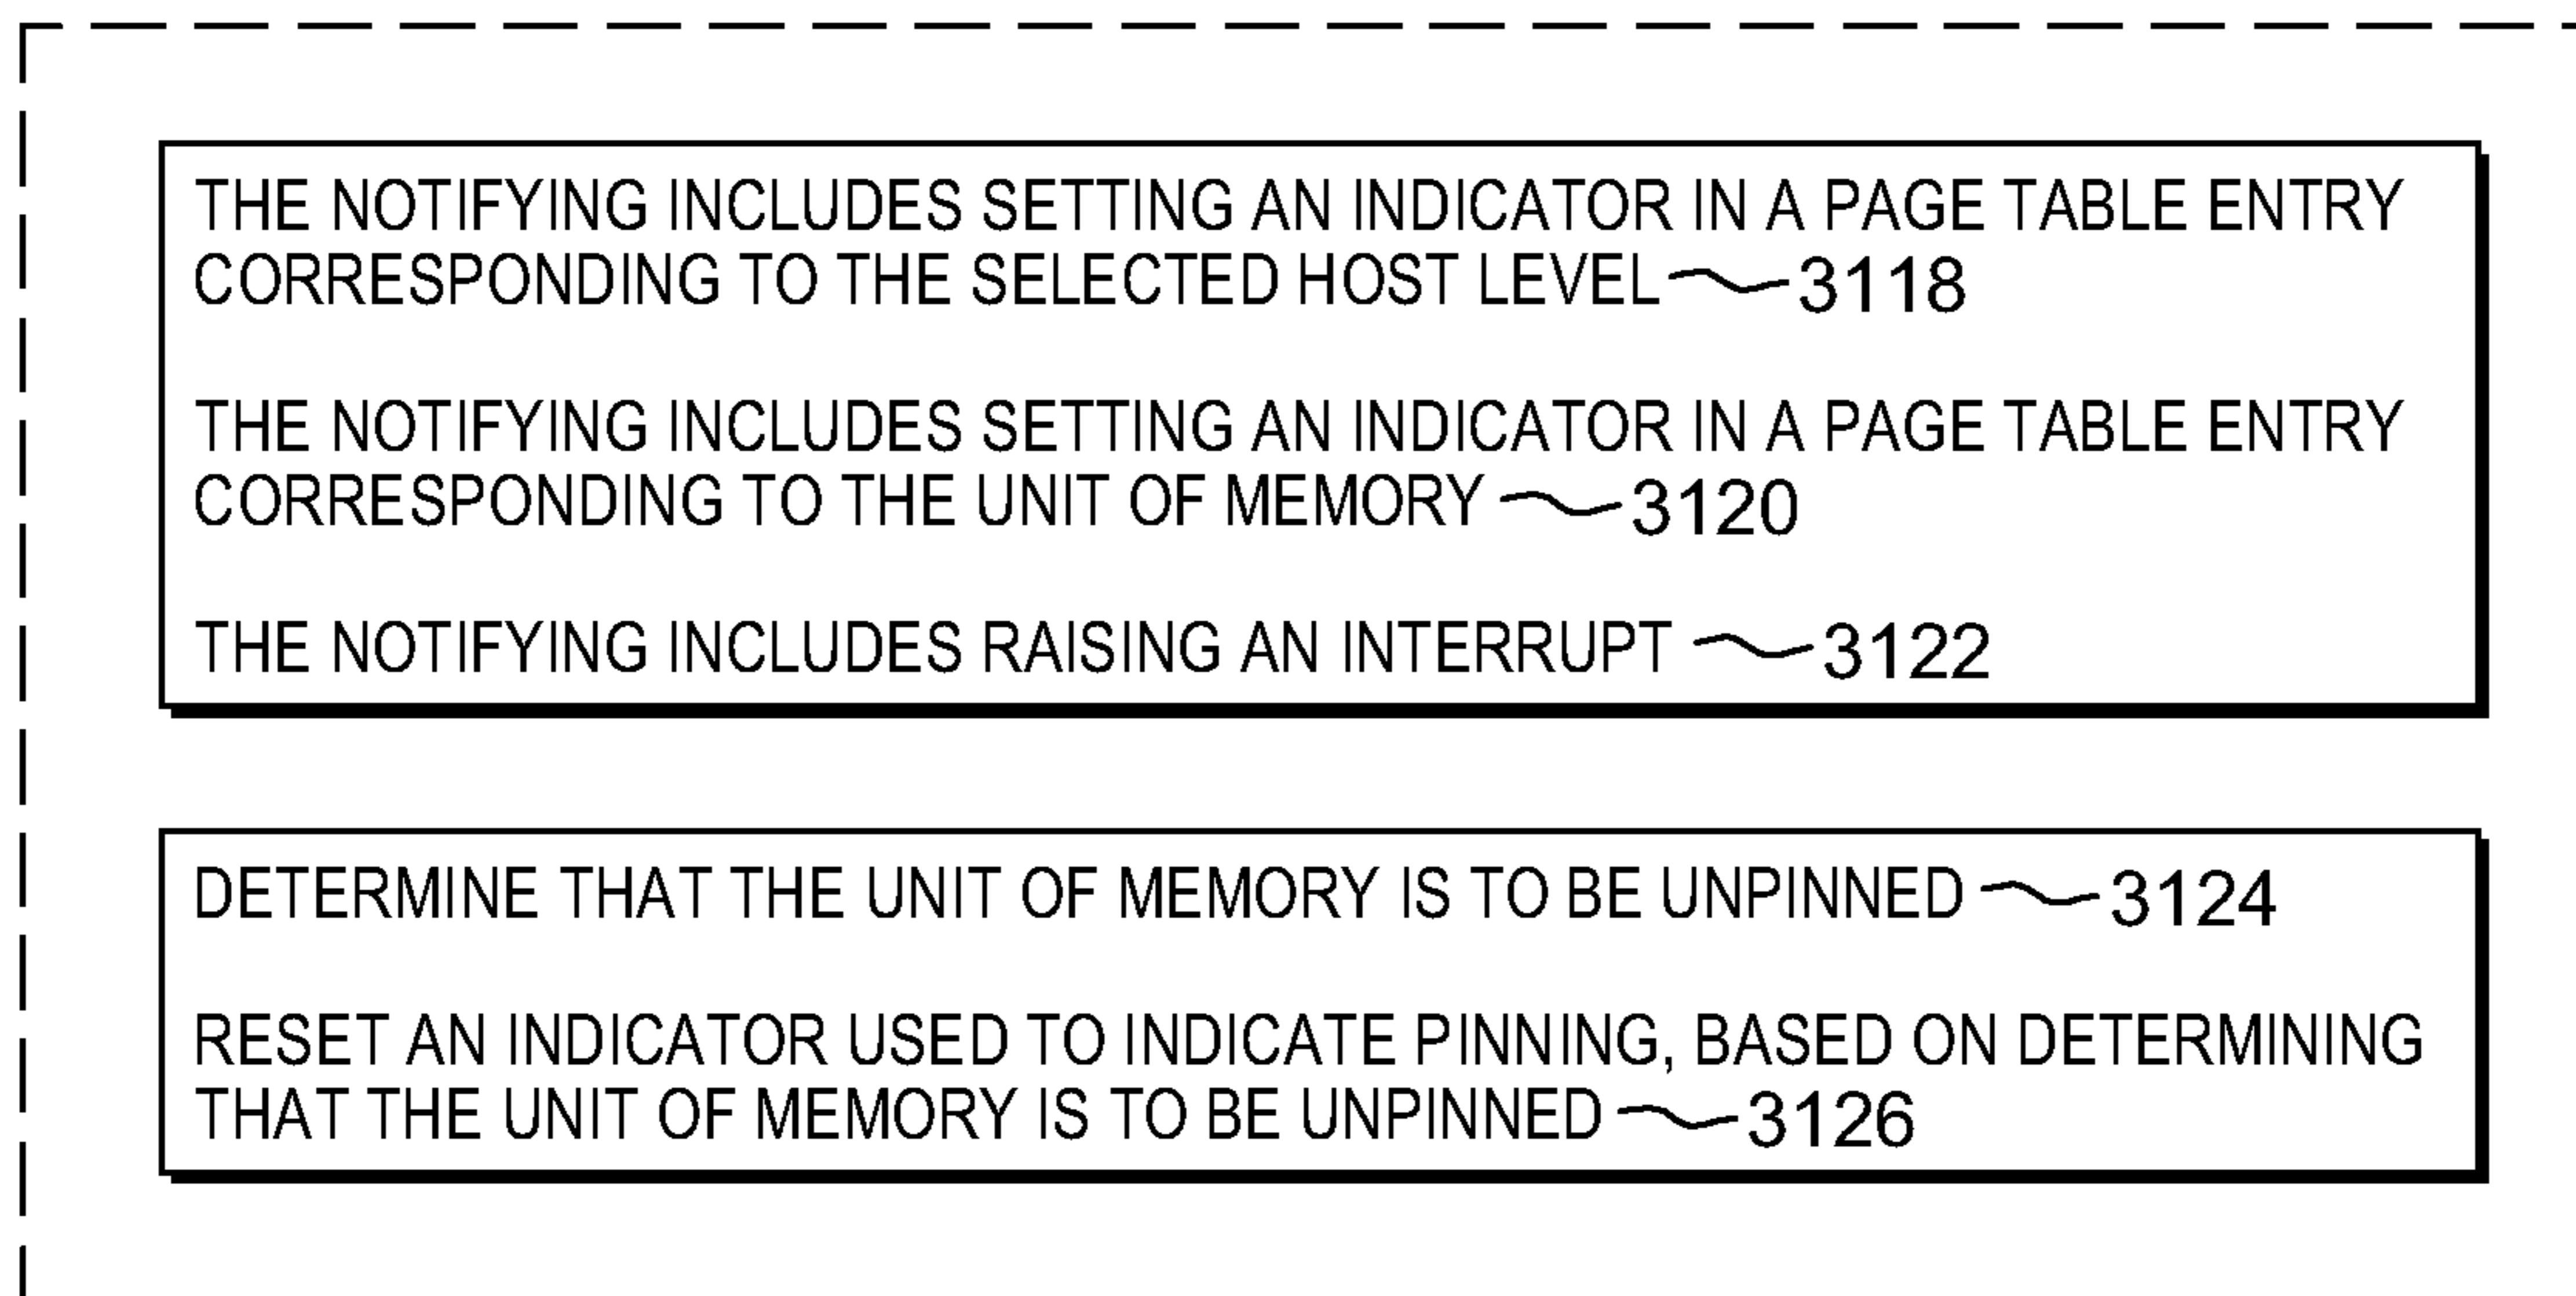 THE NOTIFYING INCLUDES SETTING AN INDICATOR IN A PAGE TABLE ENTRY
CORRESPONDING TO THE SELECTED HOST LEVEL 3118
THE NOTIFYING INCLUDES SETTING AN INDICATOR IN A PAGE TABLE ENTRY
CORRESPONDING TO THE UNIT OF MEMORY 3120
THE NOTIFYING INCLUDES RAISING AN INTERRUPT 3122
DETERMINE THAT THE UNIT OF MEMORY IS TO BE UNPINNED 3124
RESET AN INDICATOR USED TO INDICATE PINNING, BASED ON DETERMINING
THAT THE UNIT OF MEMORY IS TO BE UNPINNED 3126